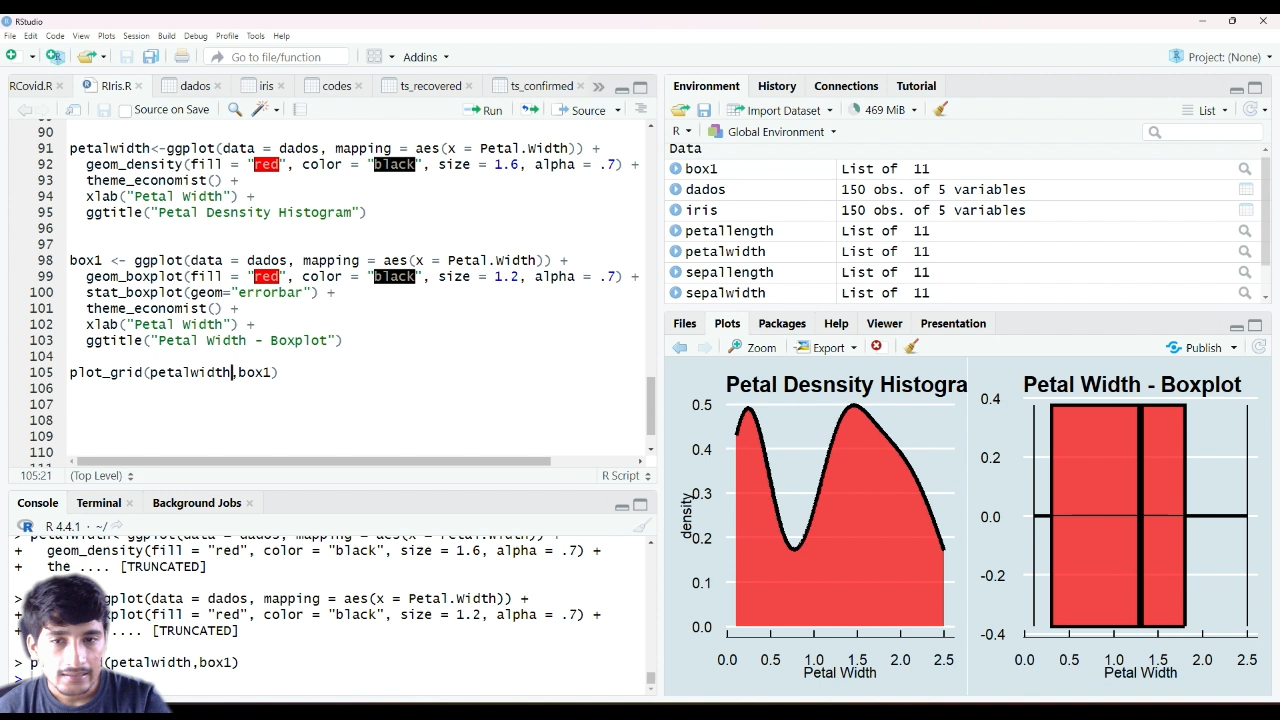 RStudio
File Edit Code View Plots Session Build Debug Profile Tools Help
Go to file/function Addins Project: (None)
RCovid.R RIris.R dados iris codes ts_recovered ts_confirmed
Source on Save Run Source
90
91 petalwidth<-ggplot(data = dados, mapping = aes(x = Petal.Width)) +
92 geom_density(fill = "red", color = "black", size = 1.6, alpha = .7) +
93 theme_economist() +
94 xlab("Petal Width") +
95 ggtitle("Petal Desnsity Histogram")
96
97
98 box1 <- ggplot(data = dados, mapping = aes(x = Petal.Width)) +
99 geom_boxplot(fill = "red", color = "black", size = 1.2, alpha = .7) +
100 stat_boxplot(geom="errorbar") +
101 theme_economist() +
102 xlab("Petal Width") +
103 ggtitle("Petal Width - Boxplot")
104
105 plot_grid(petalwidth,box1)
106
107
108
109
110
105:21 (Top Level) R Script
Console Terminal Background Jobs
R 4.4.1 · ~/
+ geom_density(fill = "red", color = "black", size = 1.6, alpha = .7) +
+ the .... [TRUNCATED]
> gplot(data = dados, mapping = aes(x = Petal.Width)) +
+ plot(fill = "red", color = "black", size = 1.2, alpha = .7) +
+ .... [TRUNCATED]
> p (petalwidth,box1)
>
Environment History Connections Tutorial
Import Dataset 469 MiB List
R Global Environment
Data
box1 List of 11
dados 150 obs. of 5 variables
iris 150 obs. of 5 variables
petallength List of 11
petalwidth List of 11
sepallength List of 11
sepalwidth List of 11
Files Plots Packages Help Viewer Presentation
Zoom Export Publish
Petal Desnsity Histogra
0.5
0.4
0.3
0.2
0.1
0.0
density
0.0 0.5 1.0 1.5 2.0 2.5
Petal Width
Petal Width - Boxplot
0.4
0.2
0.0
-0.2
-0.4
0.0 0.5 1.0 1.5 2.0 2.5
Petal Width